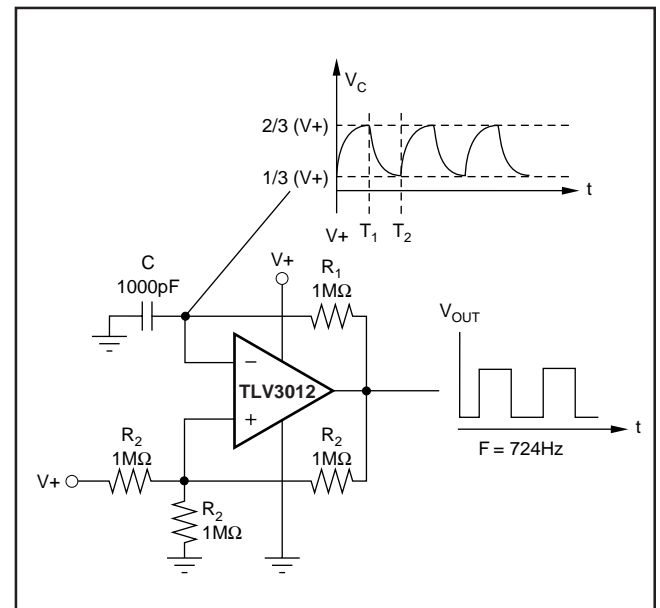 V_C
2/3 (V+)
1/3 (V+)
t
V+ T_1 T_2
C
1000pF
V+
R_1
1MΩ
V_OUT
−
TLV3012
+
t
F = 724Hz
R_2
1MΩ
R_2
1MΩ
V+
R_2
1MΩ